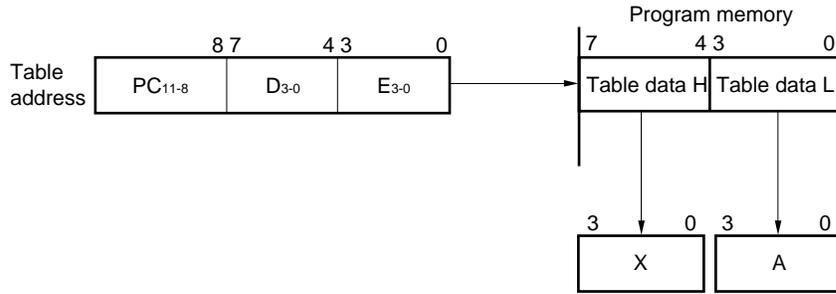 Program memory
8 7 4 3 0
7 4 3 0
Table
address
PC11-8
D3-0
E3-0
Table data H
Table data L
3 0
3 0
X
A